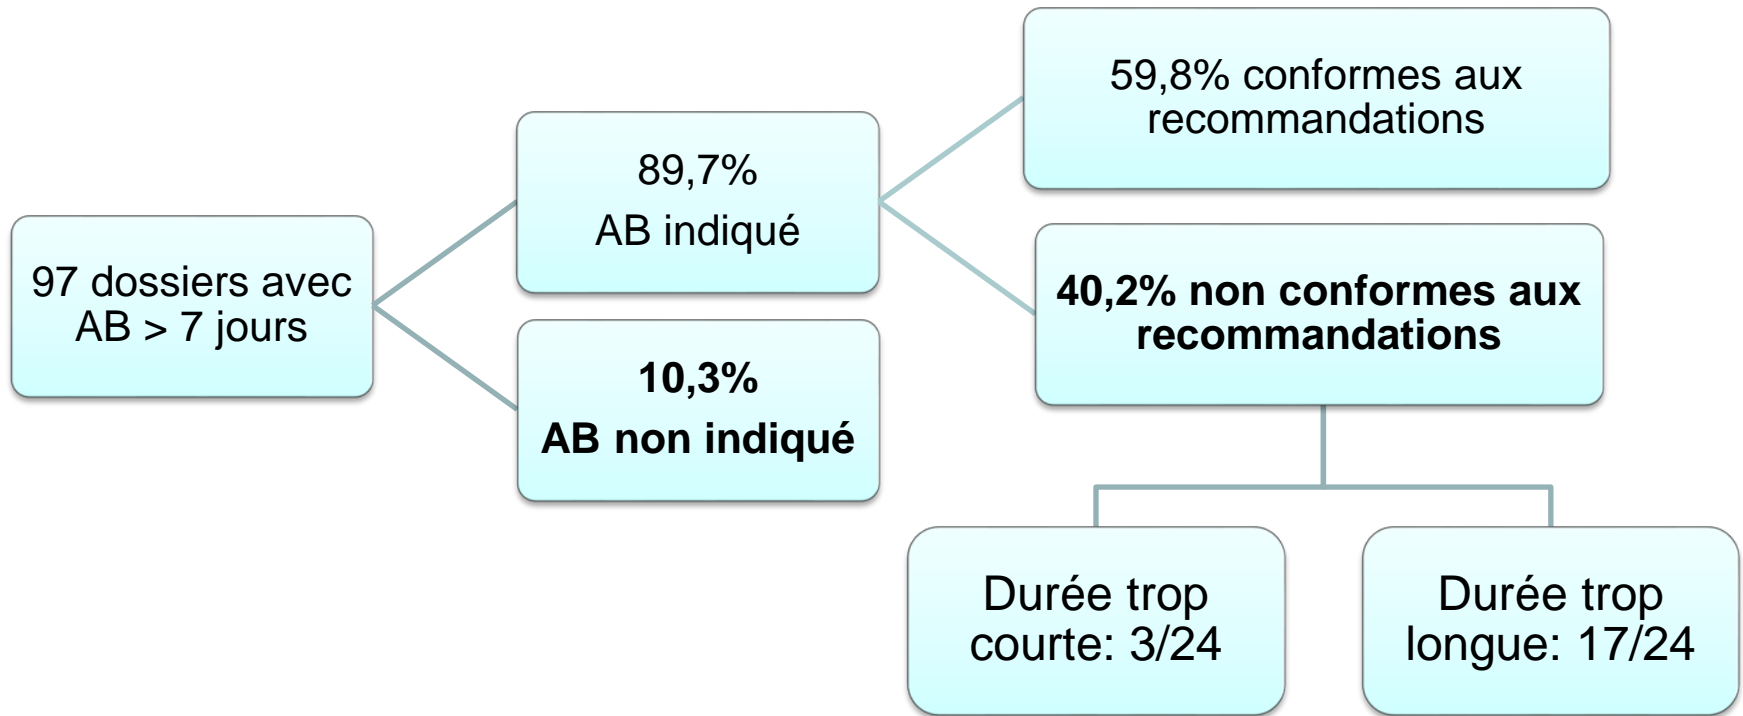 97 dossiers avec
AB > 7 jours
89,7%
AB indiqué
10,3%
AB non indiqué
59,8% conformes aux
recommandations
40,2% non conformes aux
recommandations
Durée trop
courte: 3/24
Durée trop
longue: 17/24